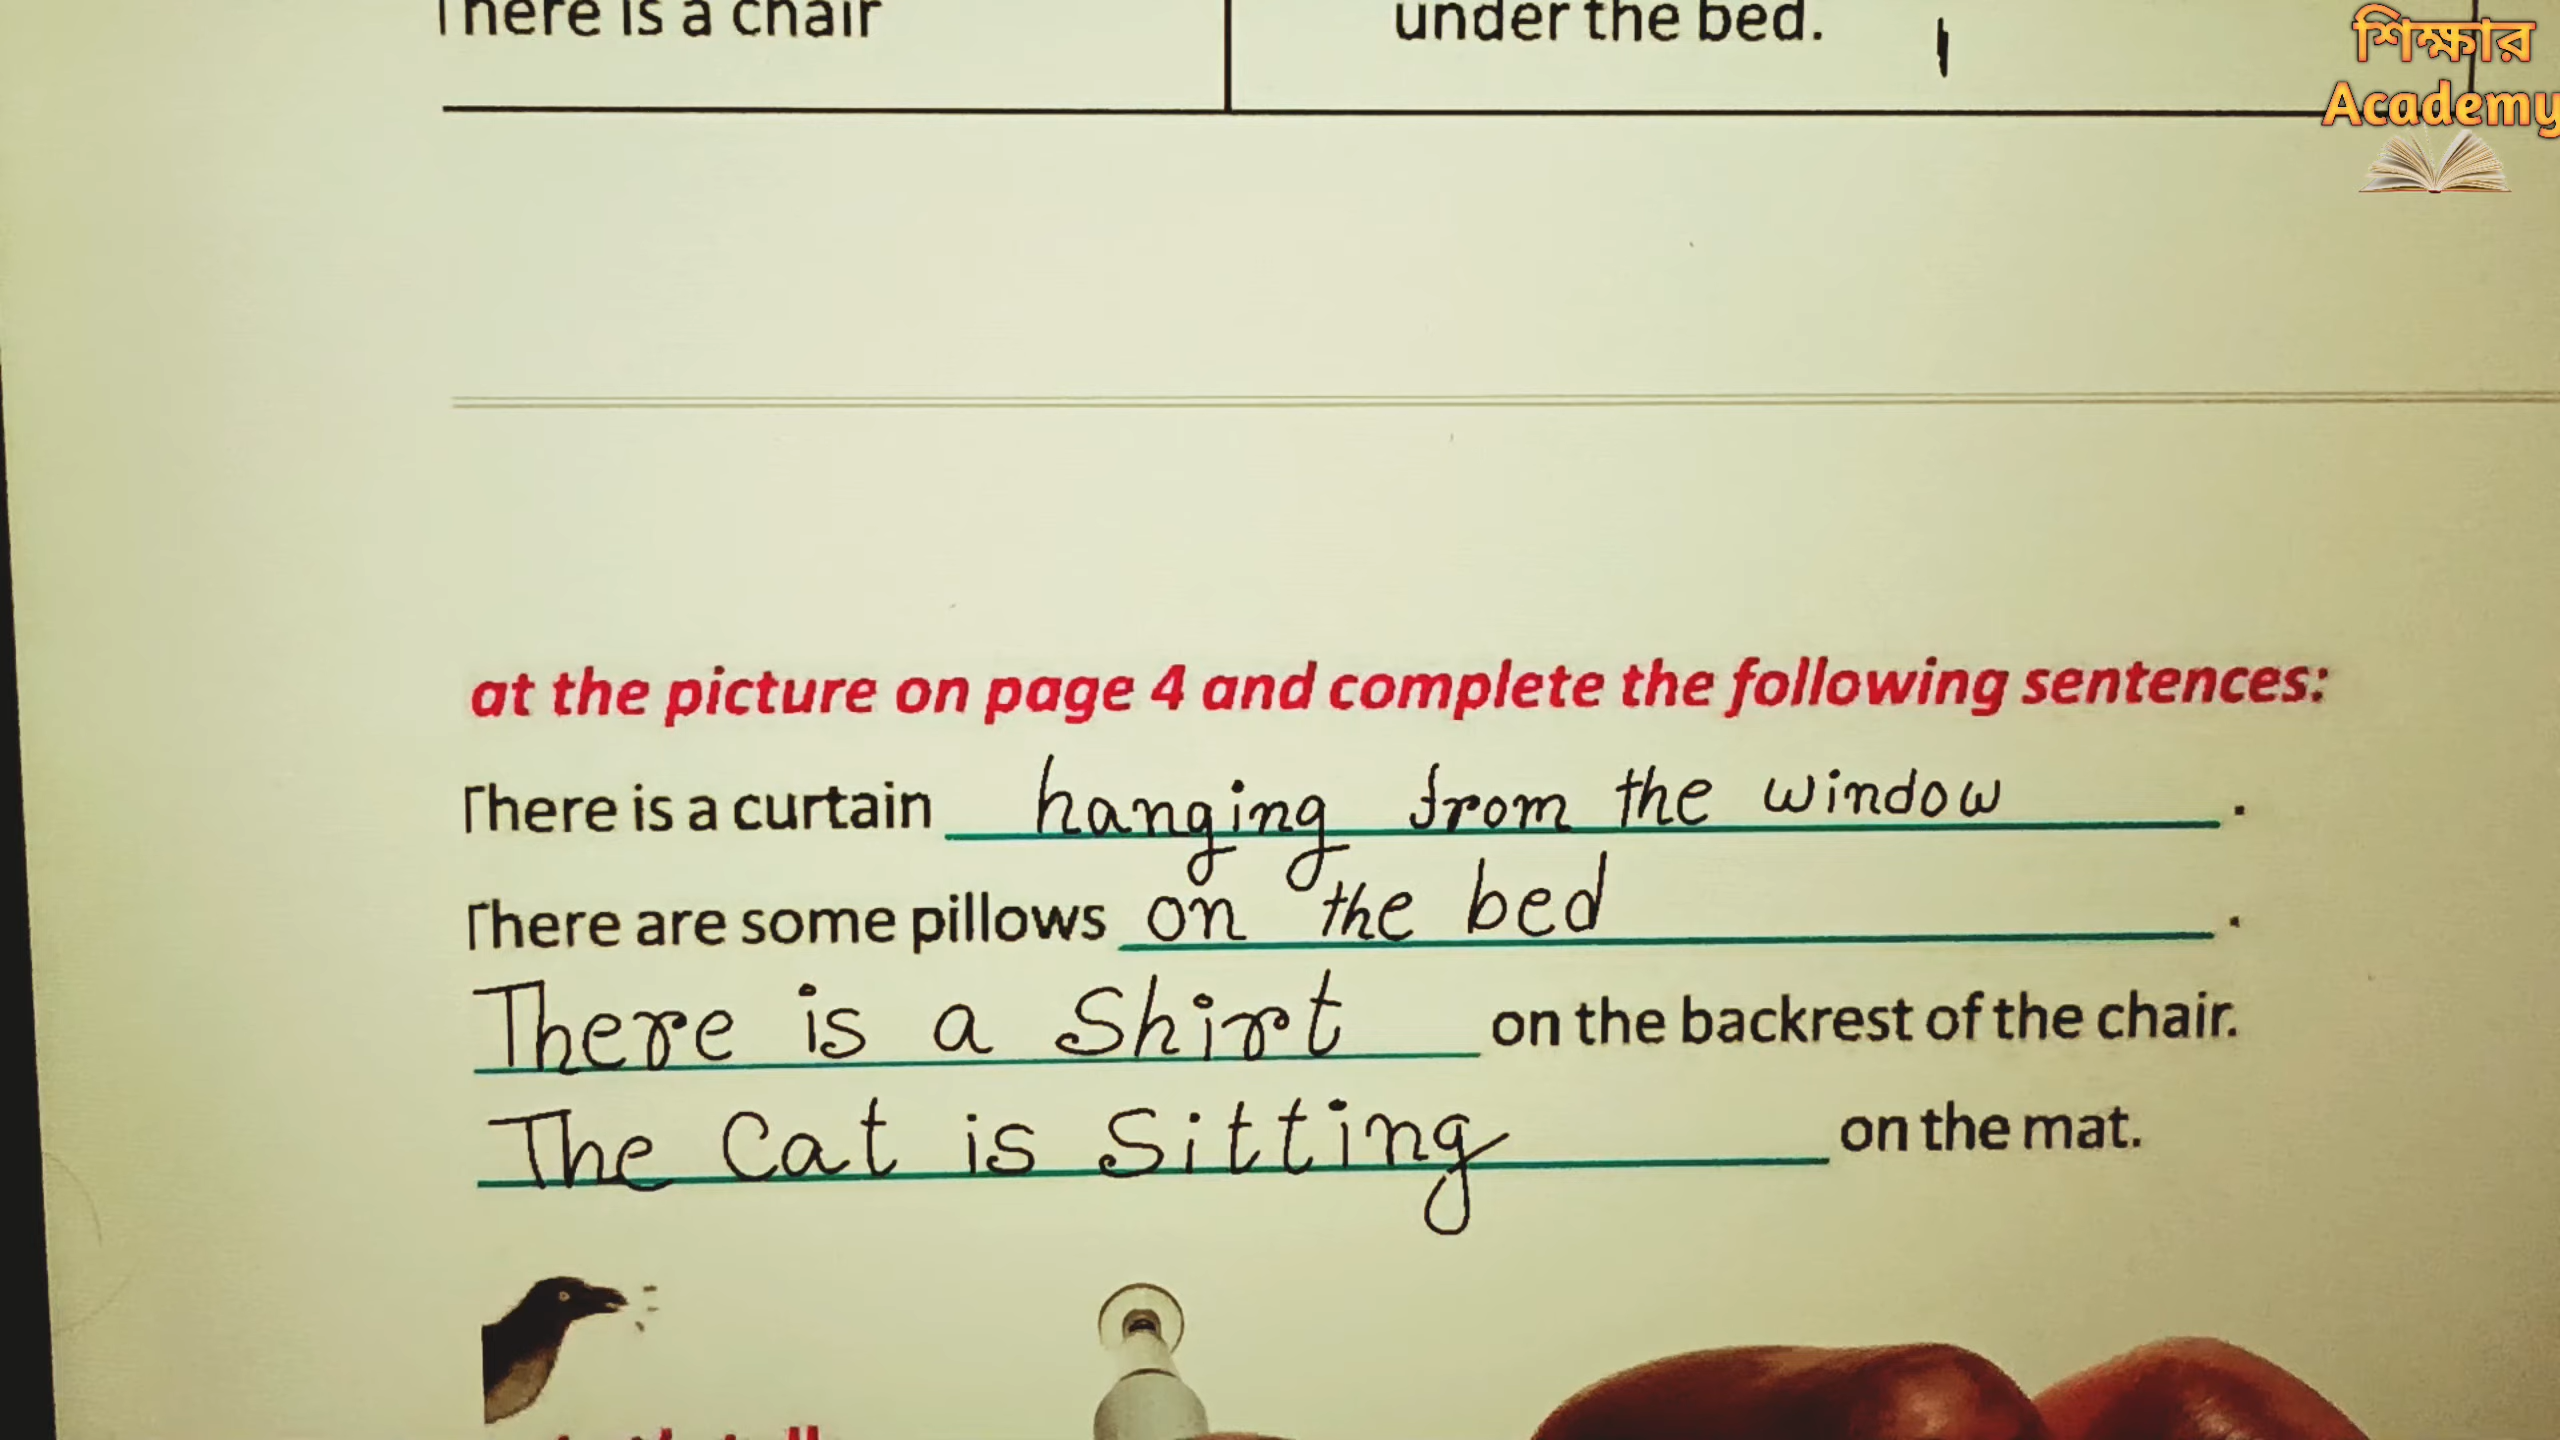 There is a chair
under the bed.
শিক্ষার
Academy
at the picture on page 4 and complete the following sentences:
There is a curtain hanging from the window .
There are some pillows on the bed .
There is a Shirt on the backrest of the chair.
The Cat is Sitting on the mat.